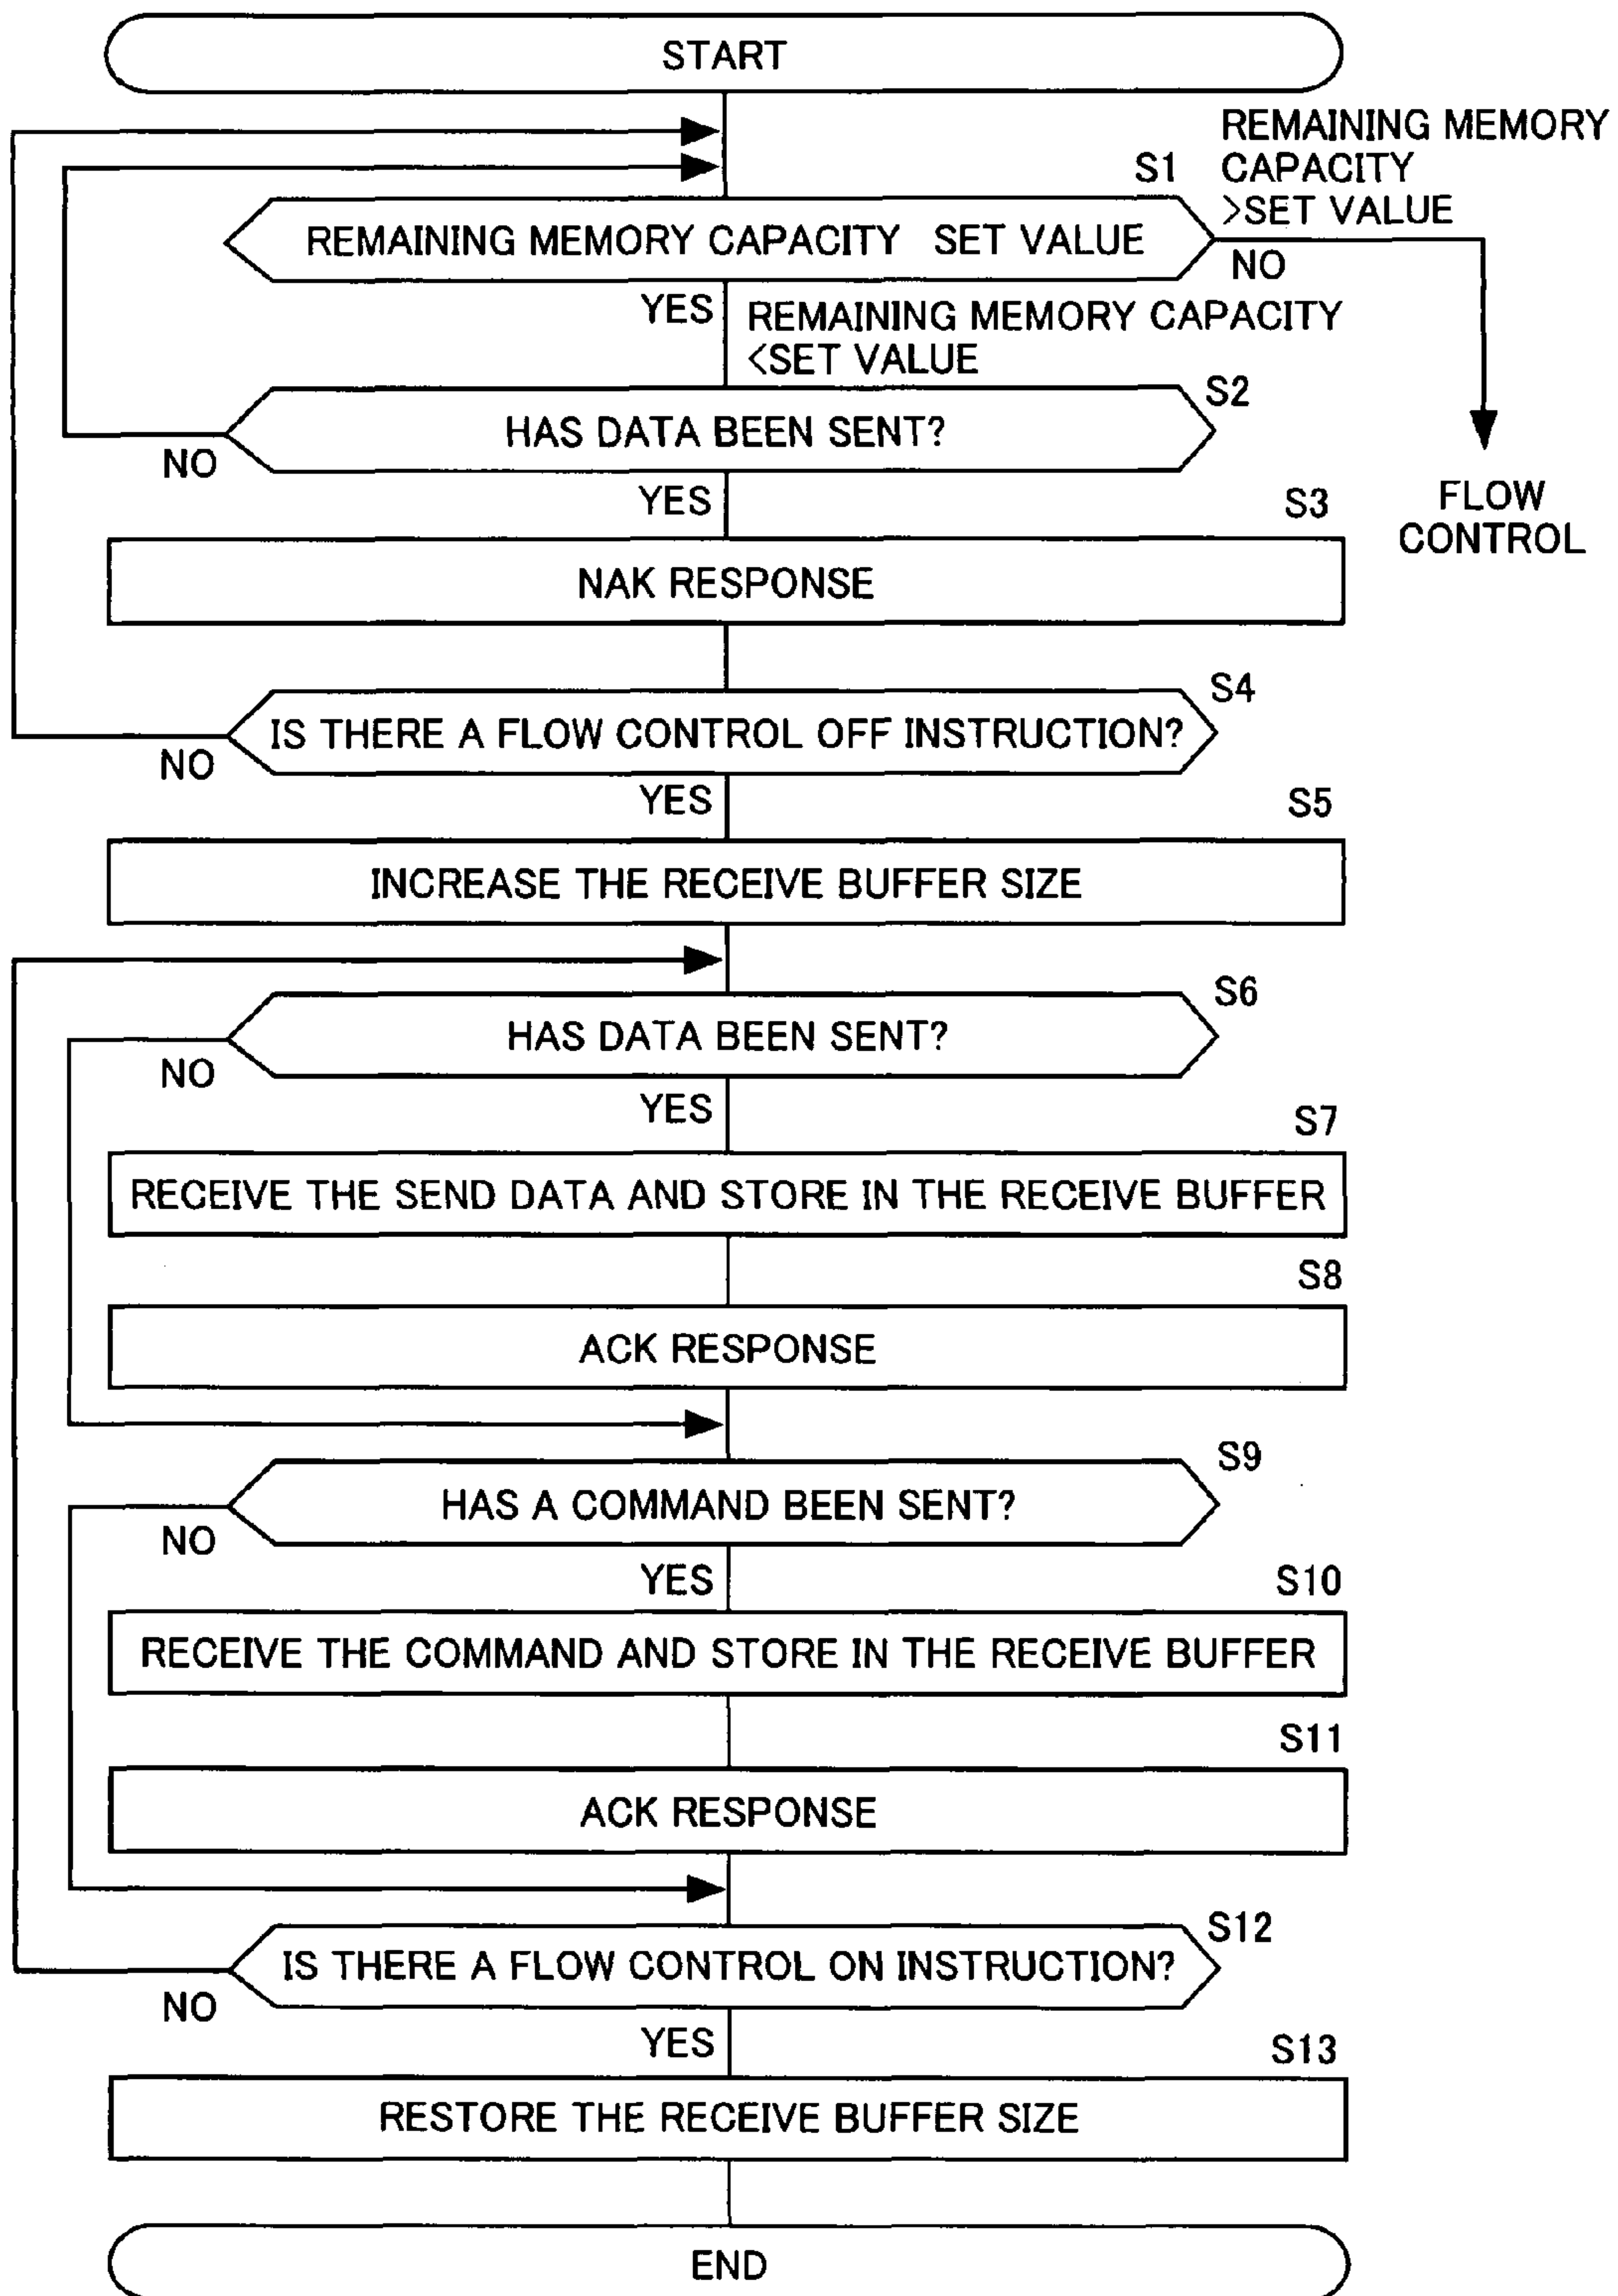 START
REMAINING MEMORY
CAPACITY
>SET VALUE
S1
REMAINING MEMORY CAPACITY SET VALUE
NO
YES
REMAINING MEMORY CAPACITY
<SET VALUE
S2
HAS DATA BEEN SENT?
NO
YES
S3
FLOW
CONTROL
NAK RESPONSE
S4
IS THERE A FLOW CONTROL OFF INSTRUCTION?
NO
YES
S5
INCREASE THE RECEIVE BUFFER SIZE
S6
HAS DATA BEEN SENT?
NO
YES
S7
RECEIVE THE SEND DATA AND STORE IN THE RECEIVE BUFFER
S8
ACK RESPONSE
S9
HAS A COMMAND BEEN SENT?
NO
YES
S10
RECEIVE THE COMMAND AND STORE IN THE RECEIVE BUFFER
S11
ACK RESPONSE
S12
IS THERE A FLOW CONTROL ON INSTRUCTION?
NO
YES
S13
RESTORE THE RECEIVE BUFFER SIZE
END